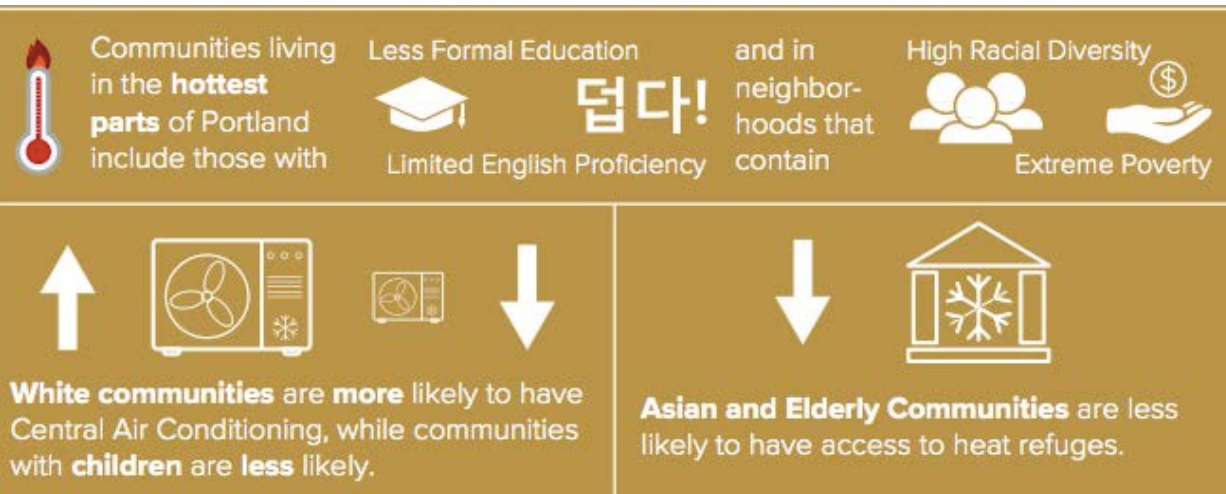 Communities living
in the hottest
parts of Portland
include those with
Less Formal Education
덥다!
Limited English Proficiency
and in
neighbor-
hoods that
contain
High Racial Diversity
$
Extreme Poverty
White communities are more likely to have
Central Air Conditioning, while communities
with children are less likely.
Asian and Elderly Communities are less
likely to have access to heat refuges.